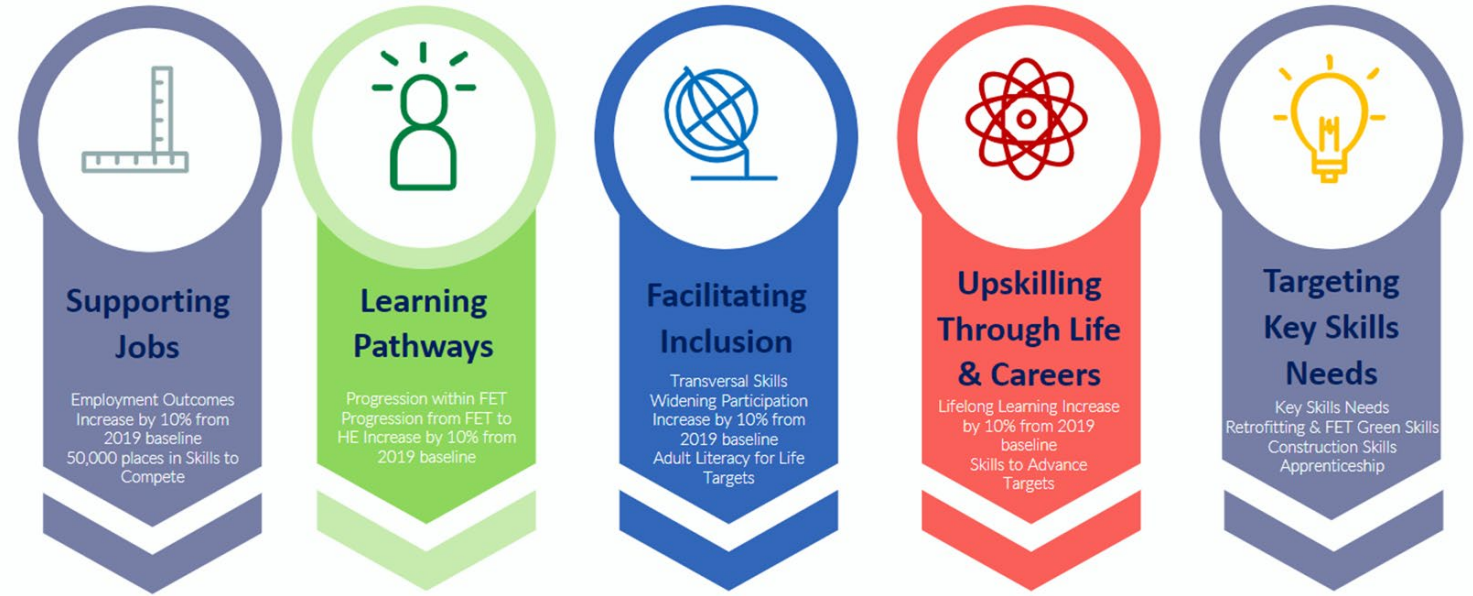 Supporting
Jobs
Employment Outcomes
Increase by 10% from
2019 baseline
50,000 places in Skills to
Compete
Learning
Pathways
Progression within FET
Progression from FET to
HE Increase by 10% from
2019 baseline
Facilitating
Inclusion
Transversal Skills
Widening Participation
Increase by 10% from
2019 baseline
Adult Literacy for Life
Targets
Upskilling
Through Life
& Careers
Lifelong Learning Increase
by 10% from 2019
baseline
Skills to Advance
Targets
Targeting
Key Skills
Needs
Key Skills Needs
Retrofitting & FET Green Skills
Construction Skills
Apprenticeship